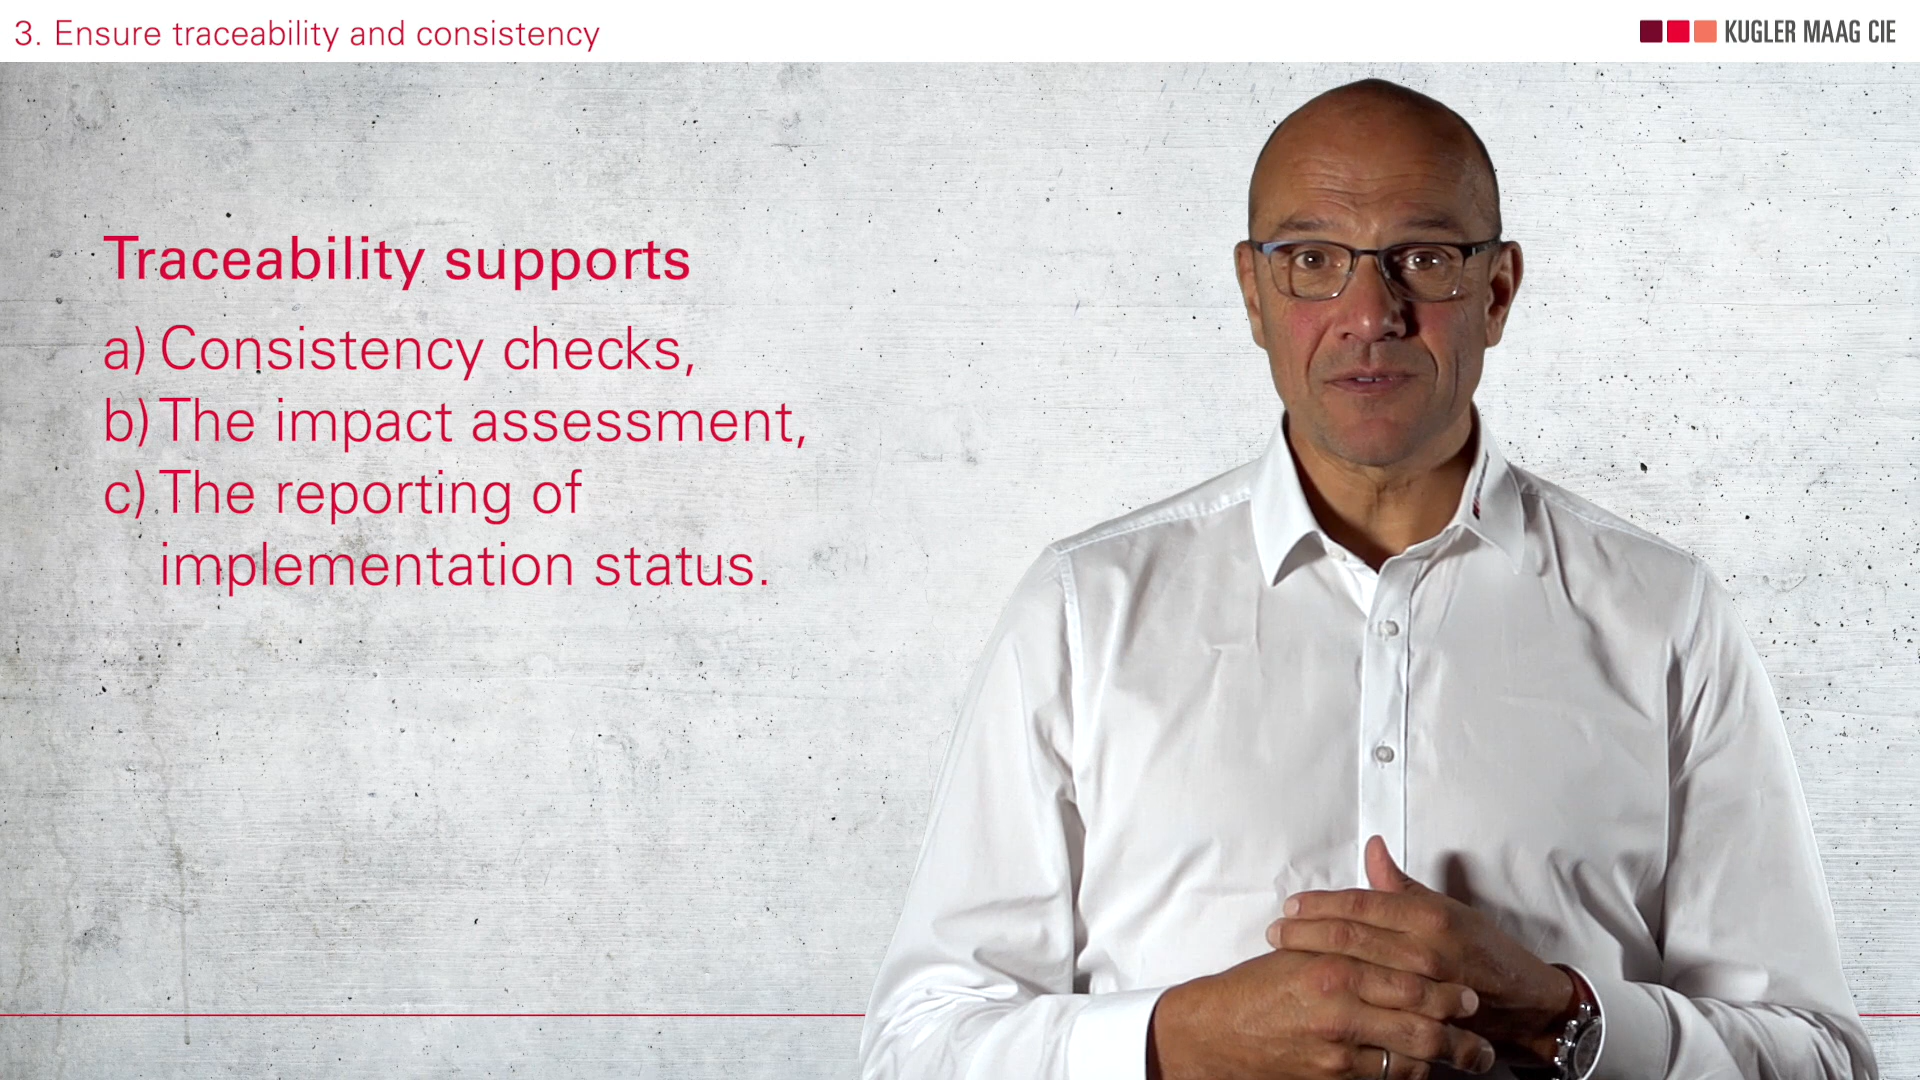 3. Ensure traceability and consistency
KUGLER MAAG CIE
Traceability supports
a) Consistency checks,
b) The impact assessment,
c) The reporting of
implementation status.